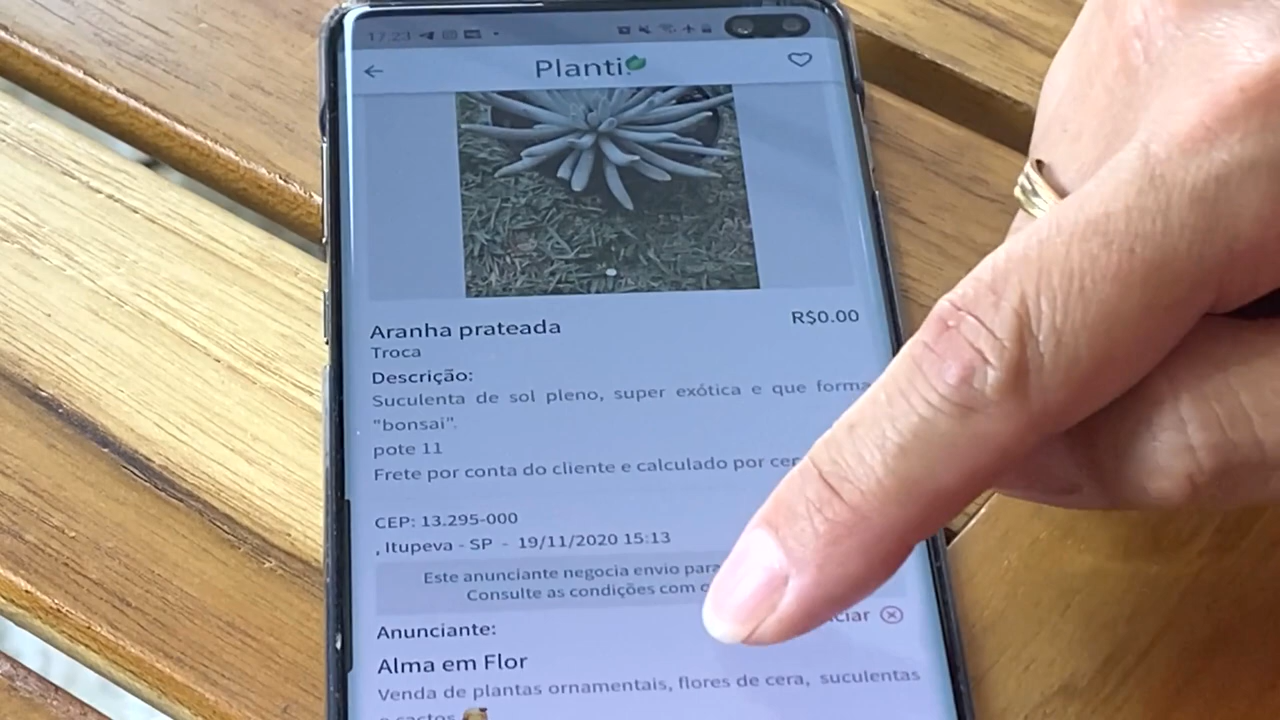 17:23
Planti
Aranha prateada
R$0.00
Troca
Descrição:
Suculenta de sol pleno, super exótica e que forma
"bonsai".
pote 11
Frete por conta do cliente e calculado por
CEP: 13.295-000
, Itupeva - SP - 19/11/2020 15:13
Este anunciante negocia envio para
Consulte as condições com
Anunciante:
Alma em Flor
Venda de plantas ornamentais, flores de cera, suculentas
e cactos